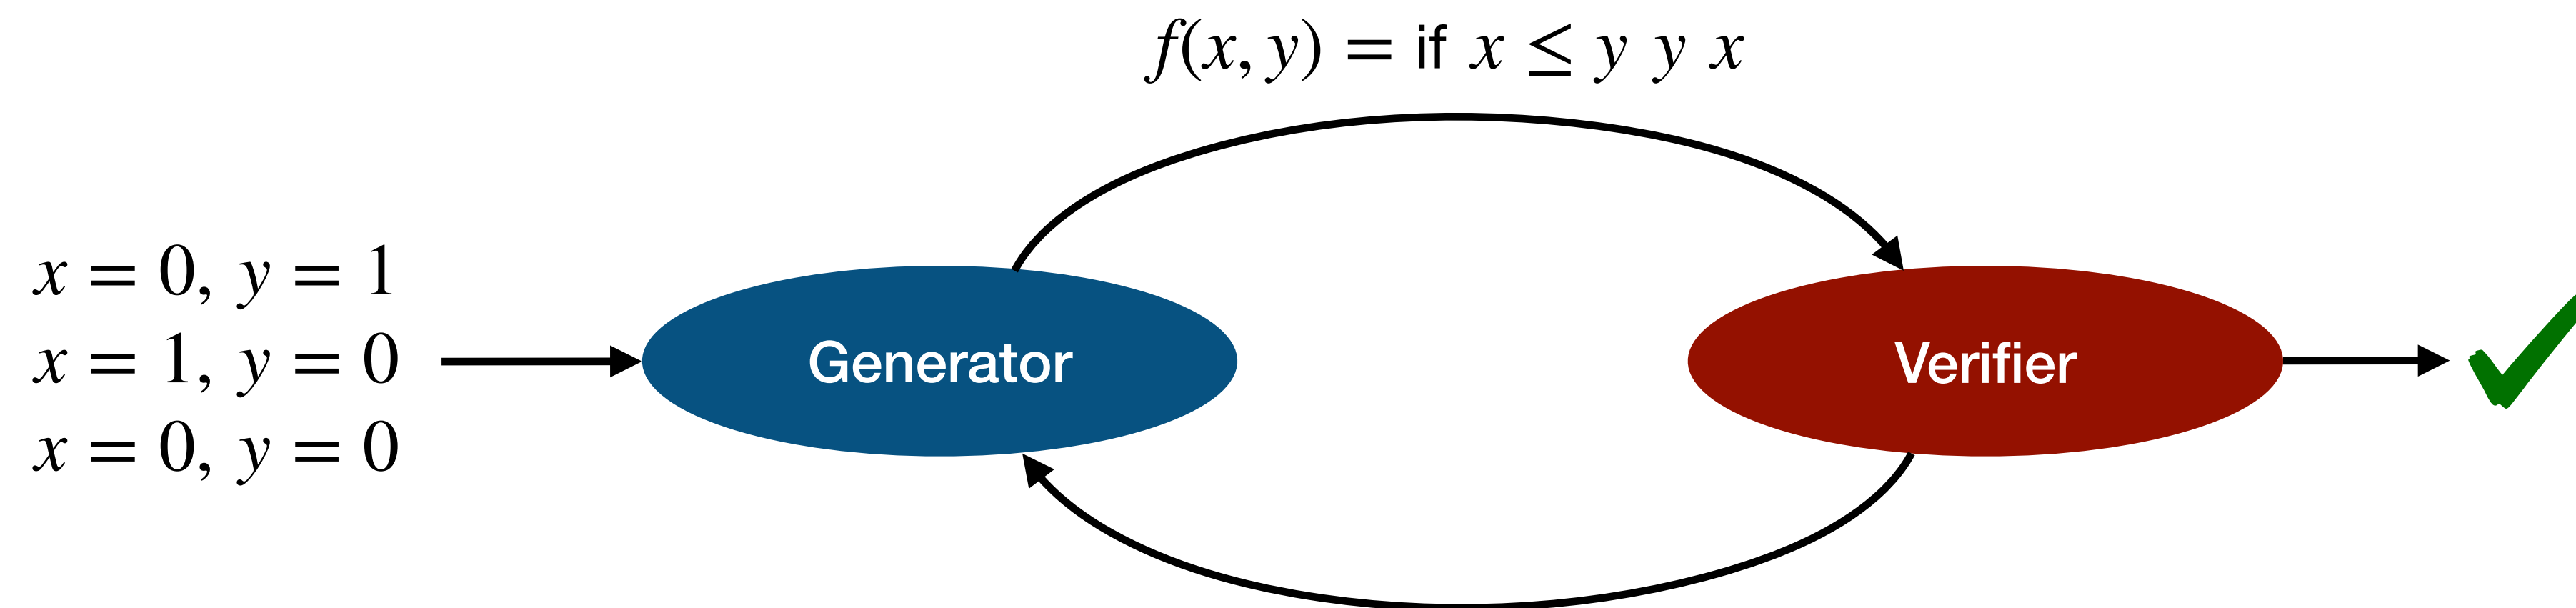 f(x, y) = if x ≤ y y x
x = 0, y = 1
x = 1, y = 0
x = 0, y = 0
Generator
Verifier